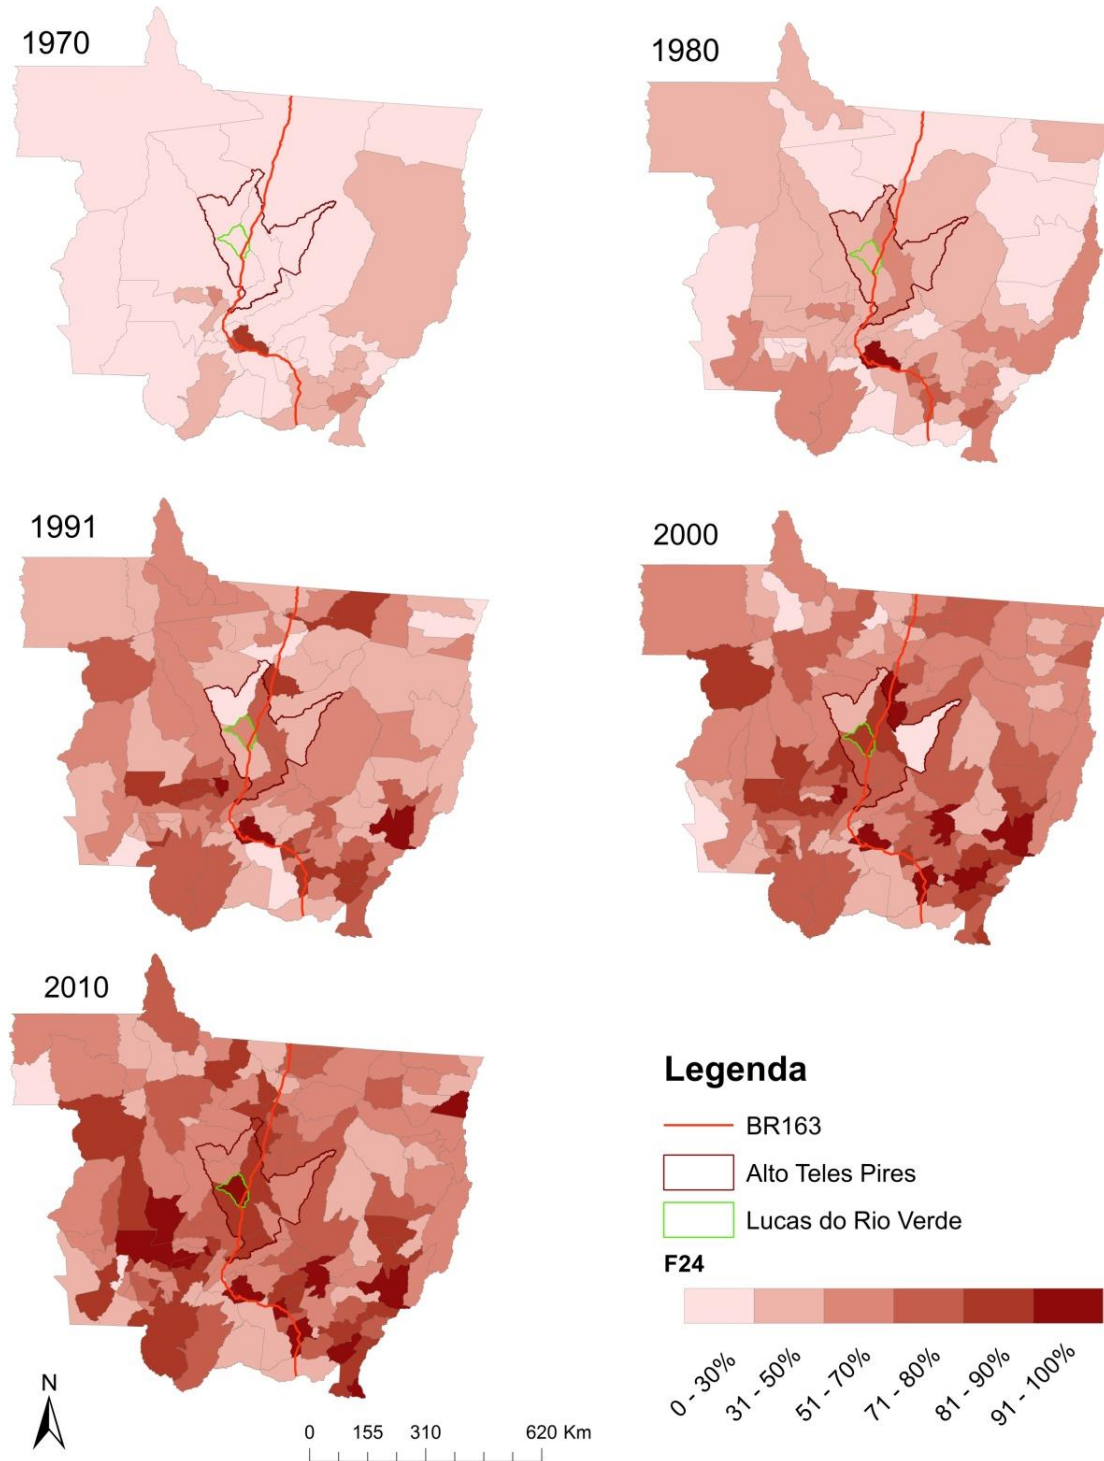 1970
1980
1991
2000
2010
Legenda
BR163
Alto Teles Pires
Lucas do Rio Verde
F24
0 - 30%
31 - 50%
51 - 70%
71 - 80%
81 - 90%
91 - 100%
N
0 155 310 620 Km